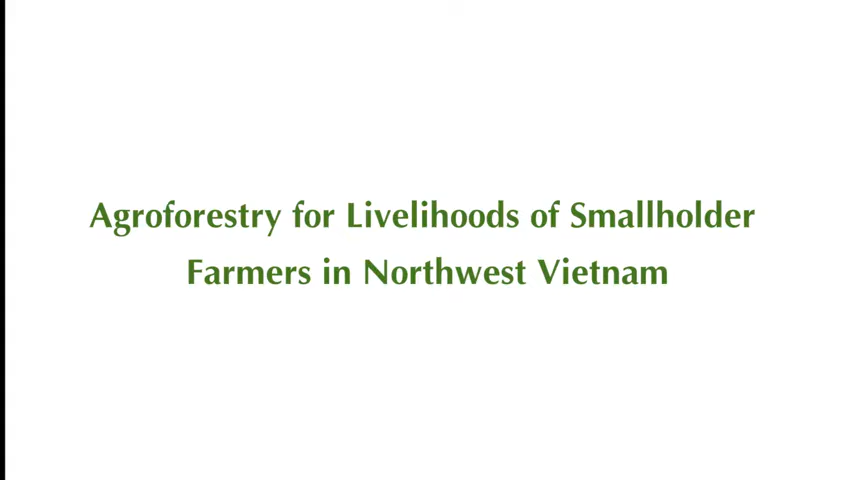 Agroforestry for Livelihoods of Smallholder
Farmers in Northwest Vietnam